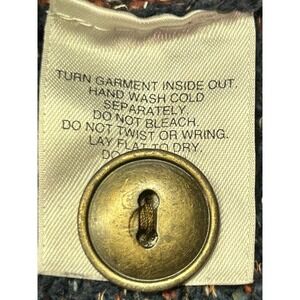 TURN GARMENT INSIDE OUT.
HAND WASH COLD
SEPARATELY.
DO NOT BLEACH.
DO NOT TWIST OR WRING.
LAY FLAT TO DRY.
DO